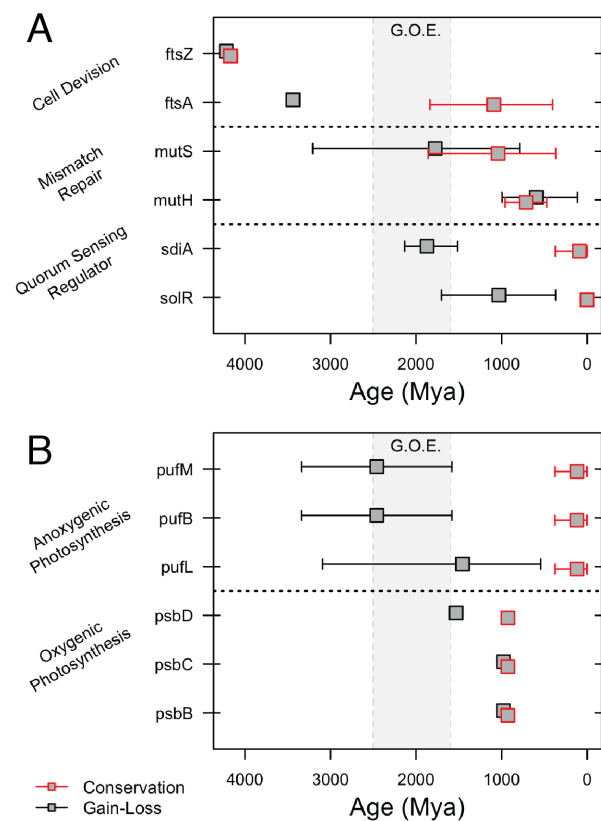 A
G.O.E.
Cell Devision
ftsZ
ftsA
Mismatch
Repair
mutS
mutH
Quorum Sensing
Regulator
sdiA
solR
4000 3000 2000 1000 0
Age (Mya)
B
G.O.E.
Anoxygenic
Photosynthesis
pufM
pufB
pufL
Oxygenic
Photosynthesis
psbD
psbC
psbB
4000 3000 2000 1000 0
Age (Mya)
Conservation
Gain-Loss